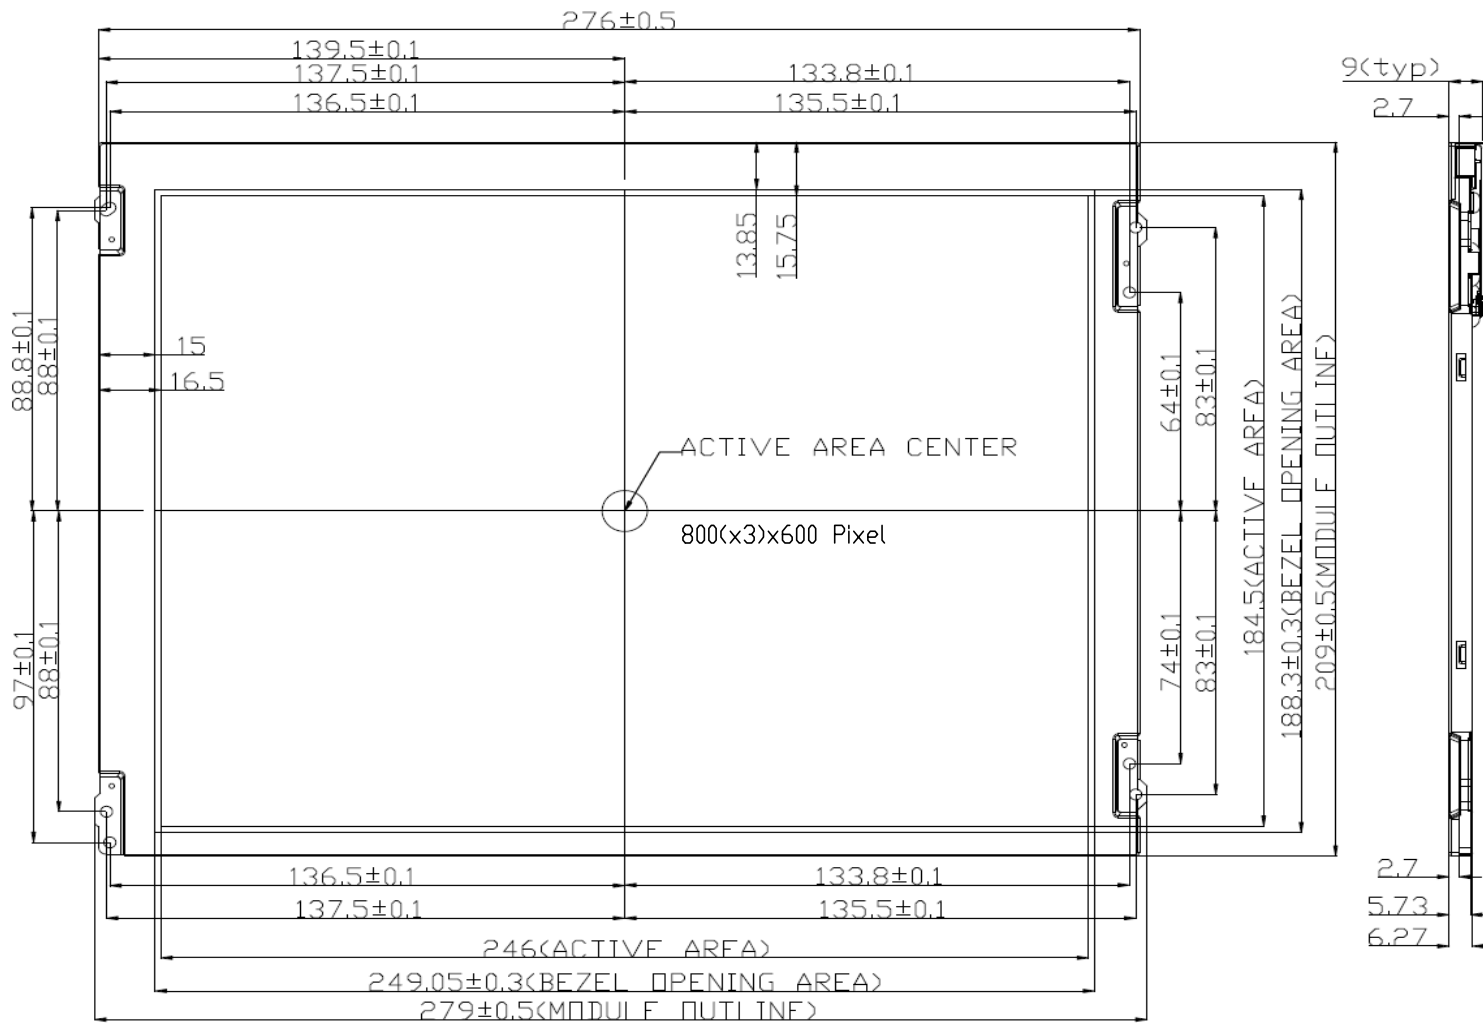 276±0.5
139.5±0.1
137.5±0.1
133.8±0.1
136.5±0.1
135.5±0.1
9(typ)
2.7
13.85
15.75
88.8±0.1
88±0.1
15
16.5
64±0.1
83±0.1
ACTIVE AREA CENTER
800(x3)x600 Pixel
184.5(ACTIVE AREA)
188.3±0.3(BEZEL OPENING AREA)
209±0.5(MODULE OUTLINE)
97±0.1
88±0.1
74±0.1
83±0.1
136.5±0.1
133.8±0.1
2.7
137.5±0.1
135.5±0.1
5.73
6.27
246(ACTIVE AREA)
249.05±0.3(BEZEL OPENING AREA)
279±0.5(MODULE OUTLINE)